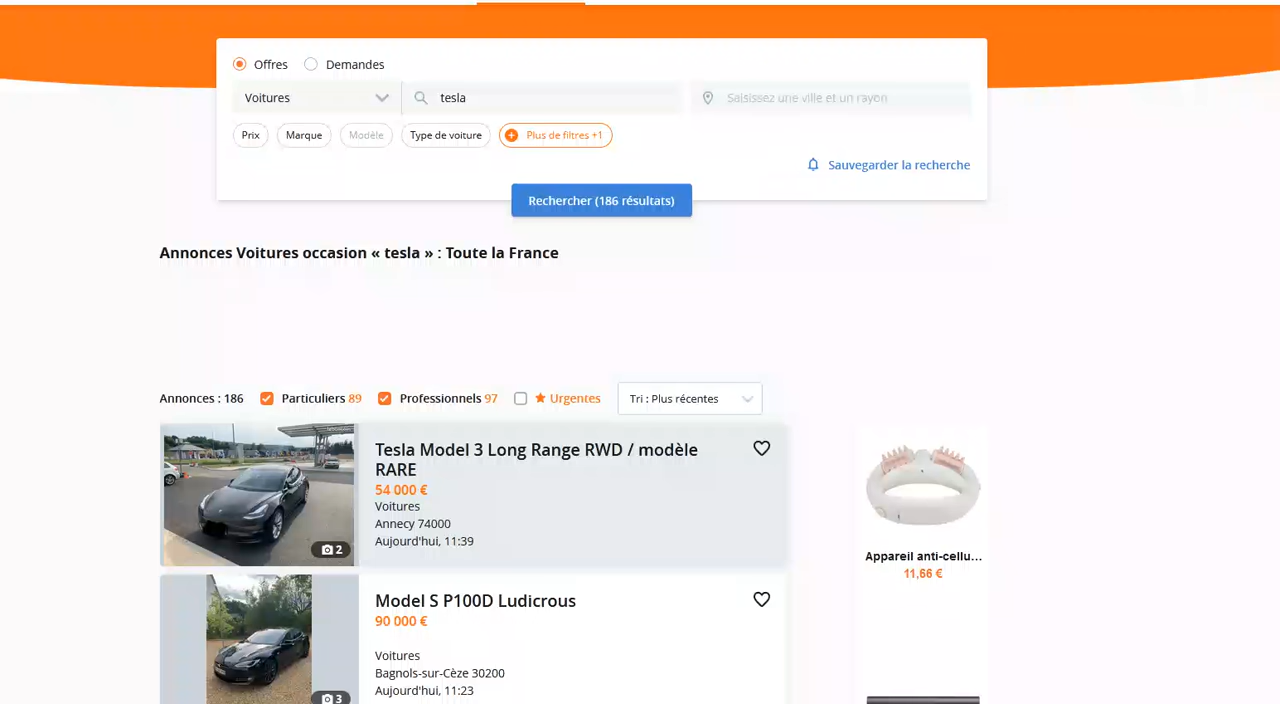 Offres Demandes
Voitures tesla Saisissez une ville et un rayon
Prix Marque Modèle Type de voiture Plus de filtres +1
Sauvegarder la recherche
Rechercher (186 résultats)
Annonces Voitures occasion « tesla » : Toute la France
Annonces : 186 Particuliers 89 Professionnels 97 Urgentes Tri : Plus récentes
Tesla Model 3 Long Range RWD / modèle
RARE
54 000 €
Voitures
Annecy 74000
Aujourd'hui, 11:39
2
Appareil anti-cellu...
11,66 €
Model S P100D Ludicrous
90 000 €
Voitures
Bagnols-sur-Cèze 30200
Aujourd'hui, 11:23
3